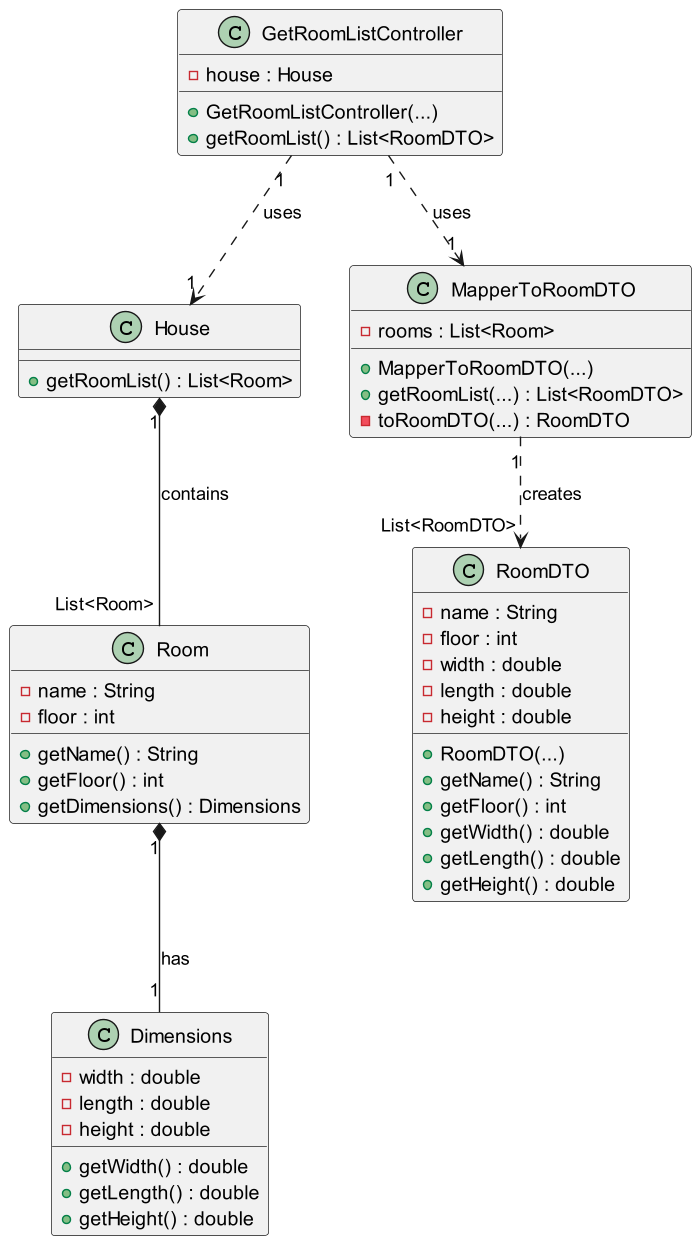 C GetRoomListController
house : House
GetRoomListController(...)
getRoomList() : List<RoomDTO>
1
1
uses
uses
1
1
C House
getRoomList() : List<Room>
C MapperToRoomDTO
rooms : List<Room>
MapperToRoomDTO(...)
getRoomList(...) : List<RoomDTO>
toRoomDTO(...) : RoomDTO
1
contains
List<Room>
1
creates
List<RoomDTO>
C Room
name : String
floor : int
getName() : String
getFloor() : int
getDimensions() : Dimensions
C RoomDTO
name : String
floor : int
width : double
length : double
height : double
RoomDTO(...)
getName() : String
getFloor() : int
getWidth() : double
getLength() : double
getHeight() : double
1
has
1
C Dimensions
width : double
length : double
height : double
getWidth() : double
getLength() : double
getHeight() : double